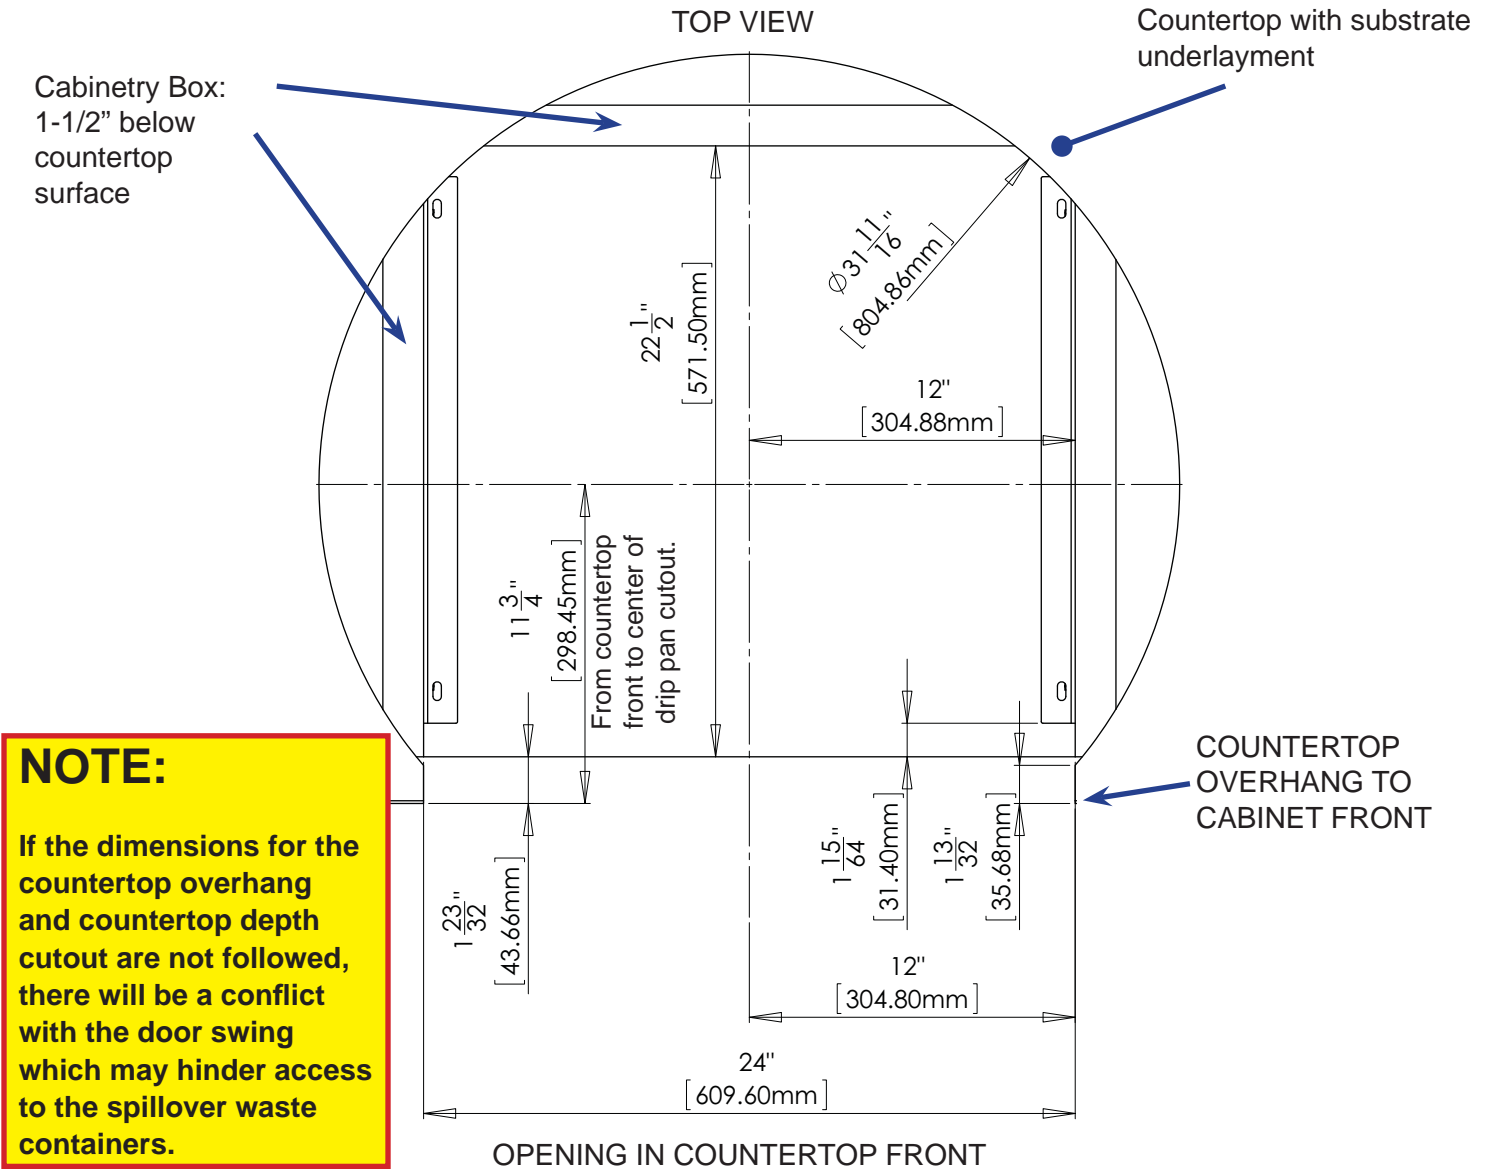 TOP VIEW
Countertop with substrate
underlayment
Cabinetry Box:
1-1/2” below
countertop
surface
Ø 31 11/16"
[804.86mm]
22 1/2"
[571.50mm]
12"
[304.88mm]
11 3/4"
[298.45mm]
From countertop
front to center of
drip pan cutout.
NOTE:
If the dimensions for the
countertop overhang
and countertop depth
cutout are not followed,
there will be a conflict
with the door swing
which may hinder access
to the spillover waste
containers.
COUNTERTOP
OVERHANG TO
CABINET FRONT
1 23/32"
[43.66mm]
1 15/64"
[31.40mm]
1 13/32"
[35.68mm]
12"
[304.80mm]
24"
[609.60mm]
OPENING IN COUNTERTOP FRONT